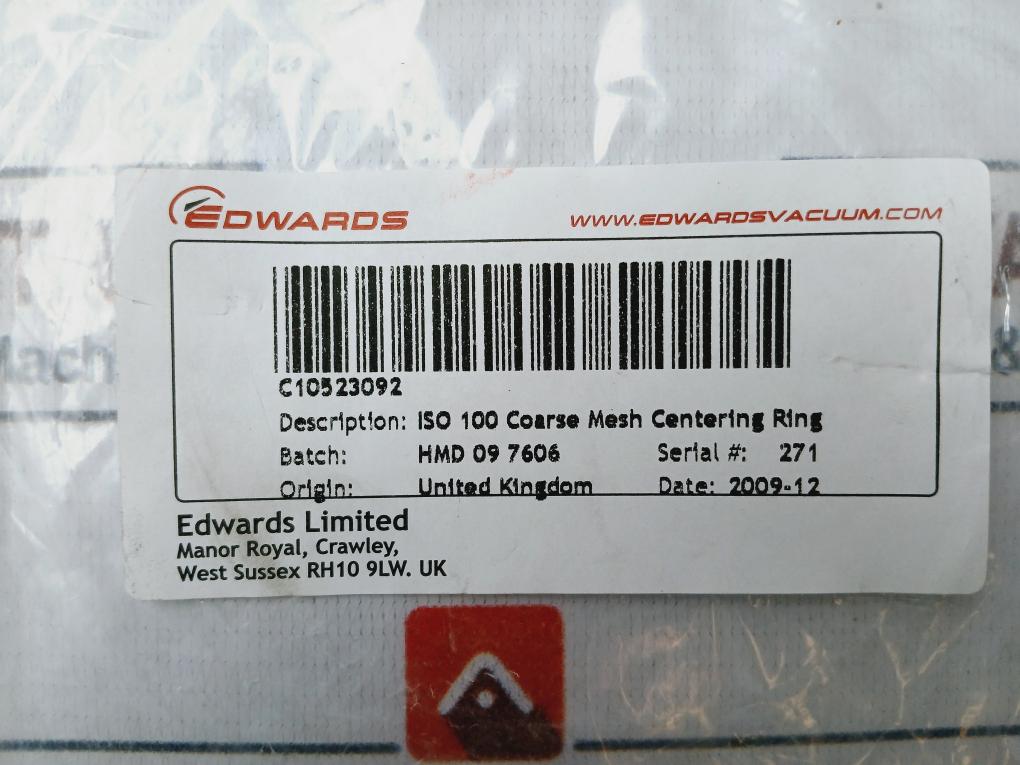 EDWARDS
WWW.EDWARDSVACUUM.COM
C10523092
Description: ISO 100 Coarse Mesh Centering Ring
Batch: HMD 09 7606 Serial #: 271
Origin: United Kingdom Date: 2009-12
Edwards Limited
Manor Royal, Crawley,
West Sussex RH10 9LW. UK
&